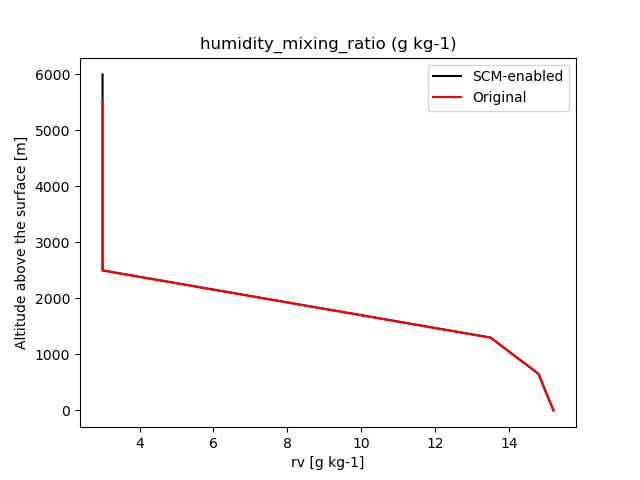 humidity_mixing_ratio (g kg-1)
SCM-enabled
Original
Altitude above the surface [m]
6000
5000
4000
3000
2000
1000
0
4 6 8 10 12 14
rv [g kg-1]